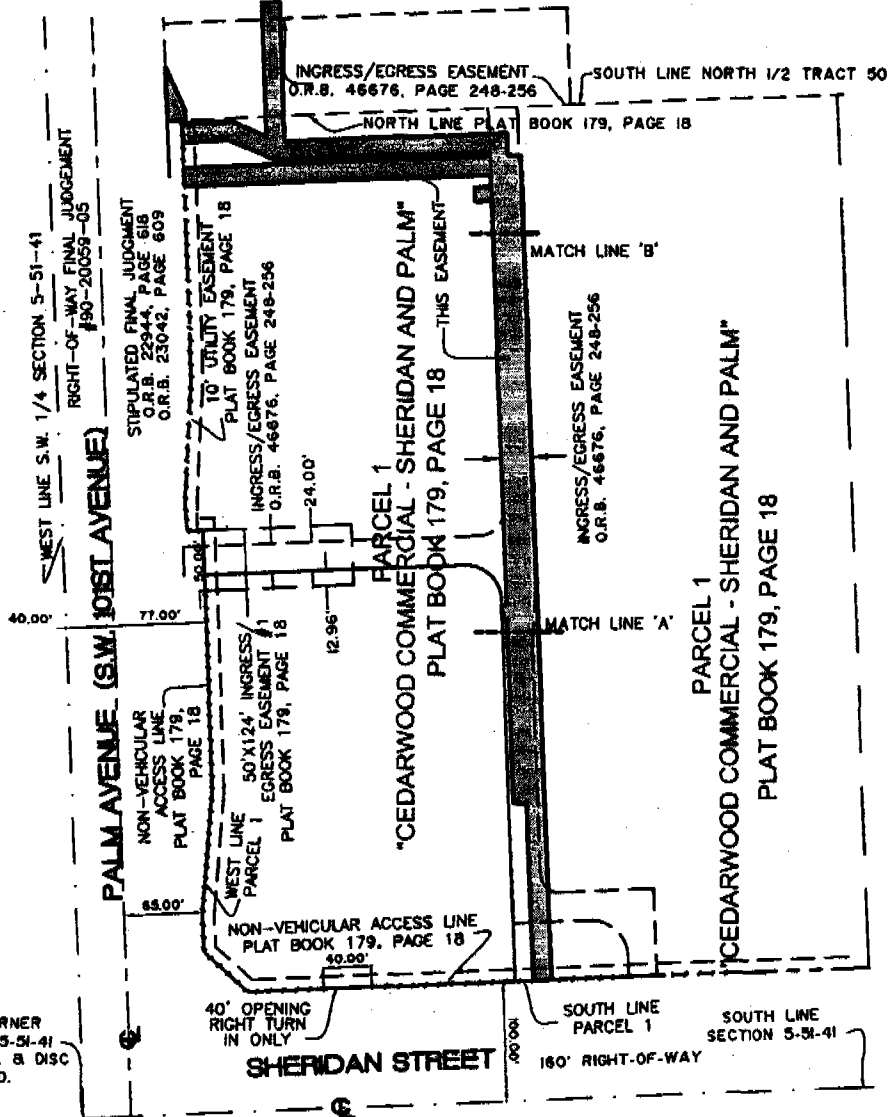 INGRESS/EGRESS EASEMENT
O.R.B. 46676, PAGE 248-256
SOUTH LINE NORTH 1/2 TRACT 50
NORTH LINE PLAT BOOK 179, PAGE 18
WEST LINE S.W. 1/4 SECTION 5-51-41
RIGHT-OF-WAY FINAL JUDGEMENT
#90-20059-05
STIPULATED FINAL JUDGMENT
O.R.B. 22944, PAGE 618
O.R.B. 23042, PAGE 609
10' UTILITY EASEMENT
PLAT BOOK 179, PAGE 18
INGRESS/EGRESS EASEMENT
O.R.B. 46676, PAGE 248-256
24.00'
PARCEL 1
"CEDARWOOD COMMERCIAL - SHERIDAN AND PALM"
PLAT BOOK 179, PAGE 18
THIS EASEMENT
MATCH LINE 'B'
INGRESS/EGRESS EASEMENT
O.R.B. 46676, PAGE 248-256
MATCH LINE 'A'
PARCEL 1
"CEDARWOOD COMMERCIAL - SHERIDAN AND PALM"
PLAT BOOK 179, PAGE 18
PALM AVENUE (S.W. 101ST AVENUE)
50.00'
40.00'
77.00'
12.96'
NON-VEHICULAR
ACCESS LINE
PLAT BOOK 179,
PAGE 18
50'X124' INGRESS/
EGRESS EASEMENT #1
PLAT BOOK 179, PAGE 18
WEST LINE
PARCEL 1
65.00'
NON-VEHICULAR ACCESS LINE
PLAT BOOK 179, PAGE 18
40.00'
40' OPENING
RIGHT TURN
IN ONLY
SOUTH LINE
PARCEL 1
SOUTH LINE
SECTION 5-51-41
100.00'
160' RIGHT-OF-WAY
SHERIDAN STREET
RNER
5-51-41
& DISC
D.